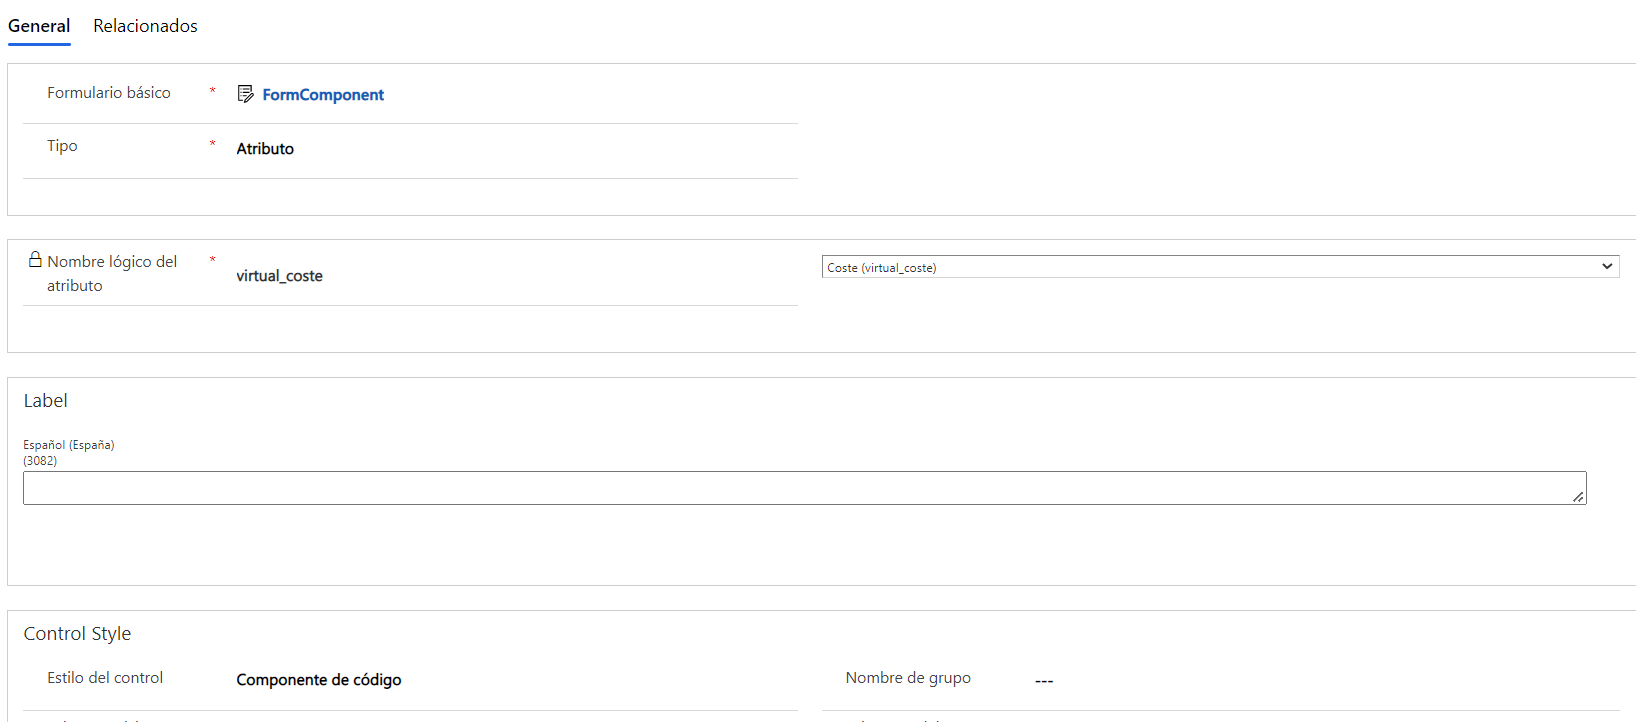 General Relacionados
Formulario básico * FormComponent
Tipo * Atributo
Nombre lógico del atributo * virtual_coste Coste (virtual_coste)
Label
Español (España)
(3082)
Control Style
Estilo del control Componente de código Nombre de grupo ---